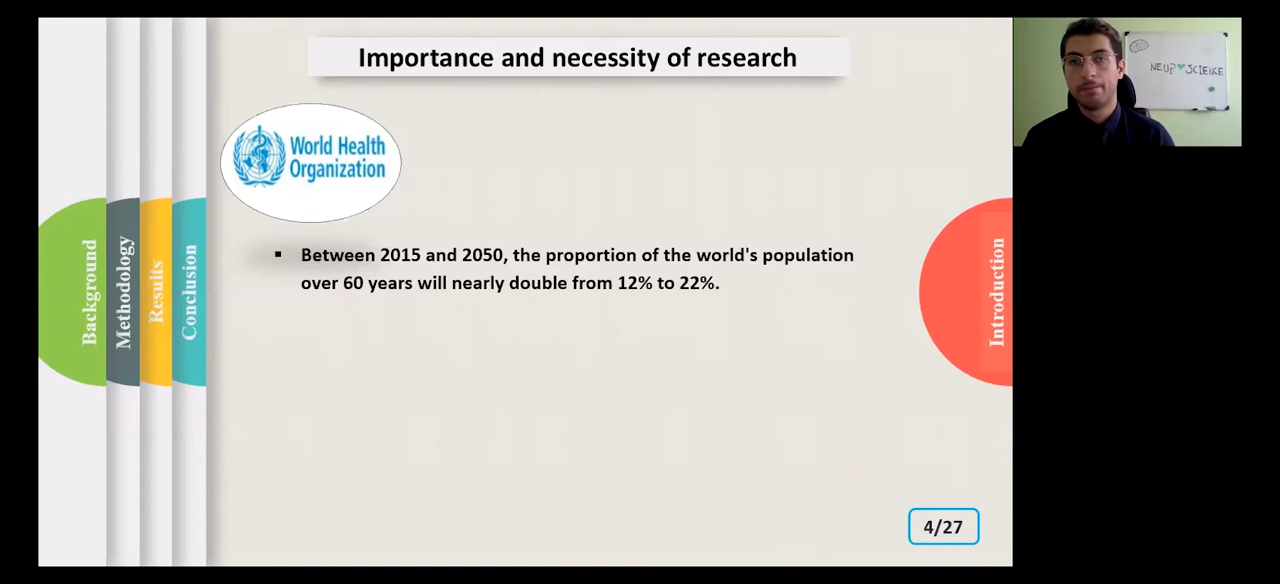 Importance and necessity of research
World Health
Organization
▪ Between 2015 and 2050, the proportion of the world's population
over 60 years will nearly double from 12% to 22%.
Background
Methodology
Results
Conclusion
Introduction
4/27
SCIENCE